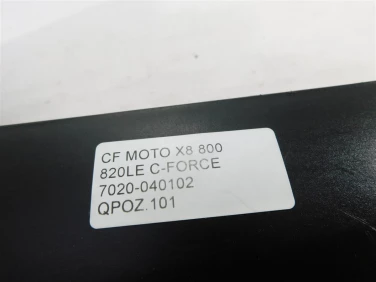 CF MOTO X8 800
820LE C-FORCE
7020-040102
QPOZ.101